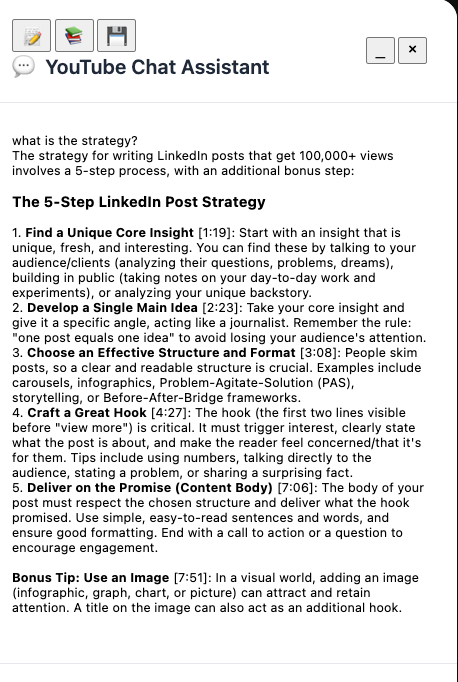 YouTube Chat Assistant
_ ×
what is the strategy?
The strategy for writing LinkedIn posts that get 100,000+ views
involves a 5-step process, with an additional bonus step:
The 5-Step LinkedIn Post Strategy
1. Find a Unique Core Insight [1:19]: Start with an insight that is
unique, fresh, and interesting. You can find these by talking to your
audience/clients (analyzing their questions, problems, dreams),
building in public (taking notes on your day-to-day work and
experiments), or analyzing your unique backstory.
2. Develop a Single Main Idea [2:23]: Take your core insight and
give it a specific angle, acting like a journalist. Remember the rule:
"one post equals one idea" to avoid losing your audience's attention.
3. Choose an Effective Structure and Format [3:08]: People skim
posts, so a clear and readable structure is crucial. Examples include
carousels, infographics, Problem-Agitate-Solution (PAS),
storytelling, or Before-After-Bridge frameworks.
4. Craft a Great Hook [4:27]: The hook (the first two lines visible
before "view more") is critical. It must trigger interest, clearly state
what the post is about, and make the reader feel concerned/that it's
for them. Tips include using numbers, talking directly to the
audience, stating a problem, or sharing a surprising fact.
5. Deliver on the Promise (Content Body) [7:06]: The body of your
post must respect the chosen structure and deliver what the hook
promised. Use simple, easy-to-read sentences and words, and
ensure good formatting. End with a call to action or a question to
encourage engagement.
Bonus Tip: Use an Image [7:51]: In a visual world, adding an image
(infographic, graph, chart, or picture) can attract and retain
attention. A title on the image can also act as an additional hook.